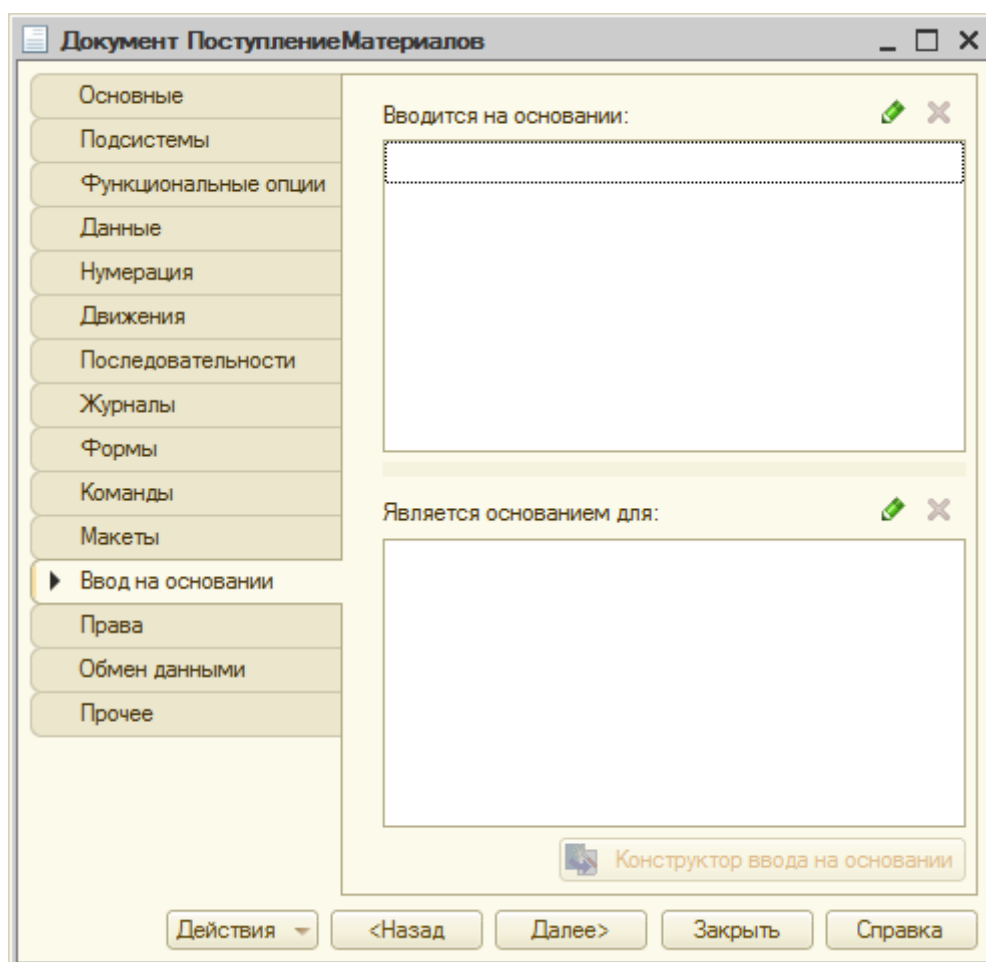 Документ ПоступлениеМатериалов
Основные
Подсистемы
Функциональные опции
Данные
Нумерация
Движения
Последовательности
Журналы
Формы
Команды
Макеты
Ввод на основании
Права
Обмен данными
Прочее
Вводится на основании:
Является основанием для:
Конструктор ввода на основании
Действия
<Назад
Далее>
Закрыть
Справка